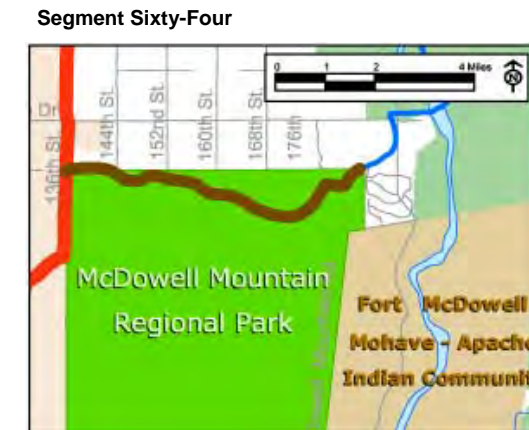 Segment Sixty-Four
0 1 2 4 Miles
N
Dr
136th St.
144th St.
152nd St.
160th St.
168th St.
176th
McDowell Mountain
Regional Park
Fort McDowell
Mohave - Apache
Indian Communit